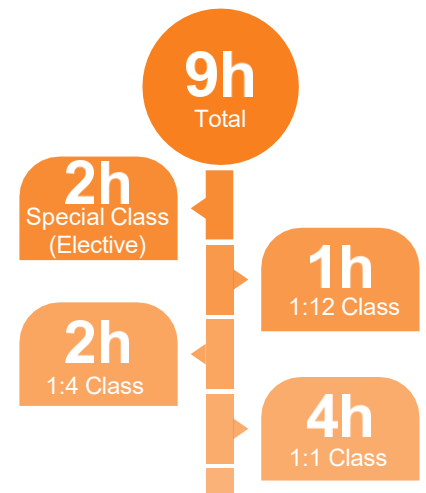 9h
Total
2h
Special Class
(Elective)
1h
1:12 Class
2h
1:4 Class
4h
1:1 Class